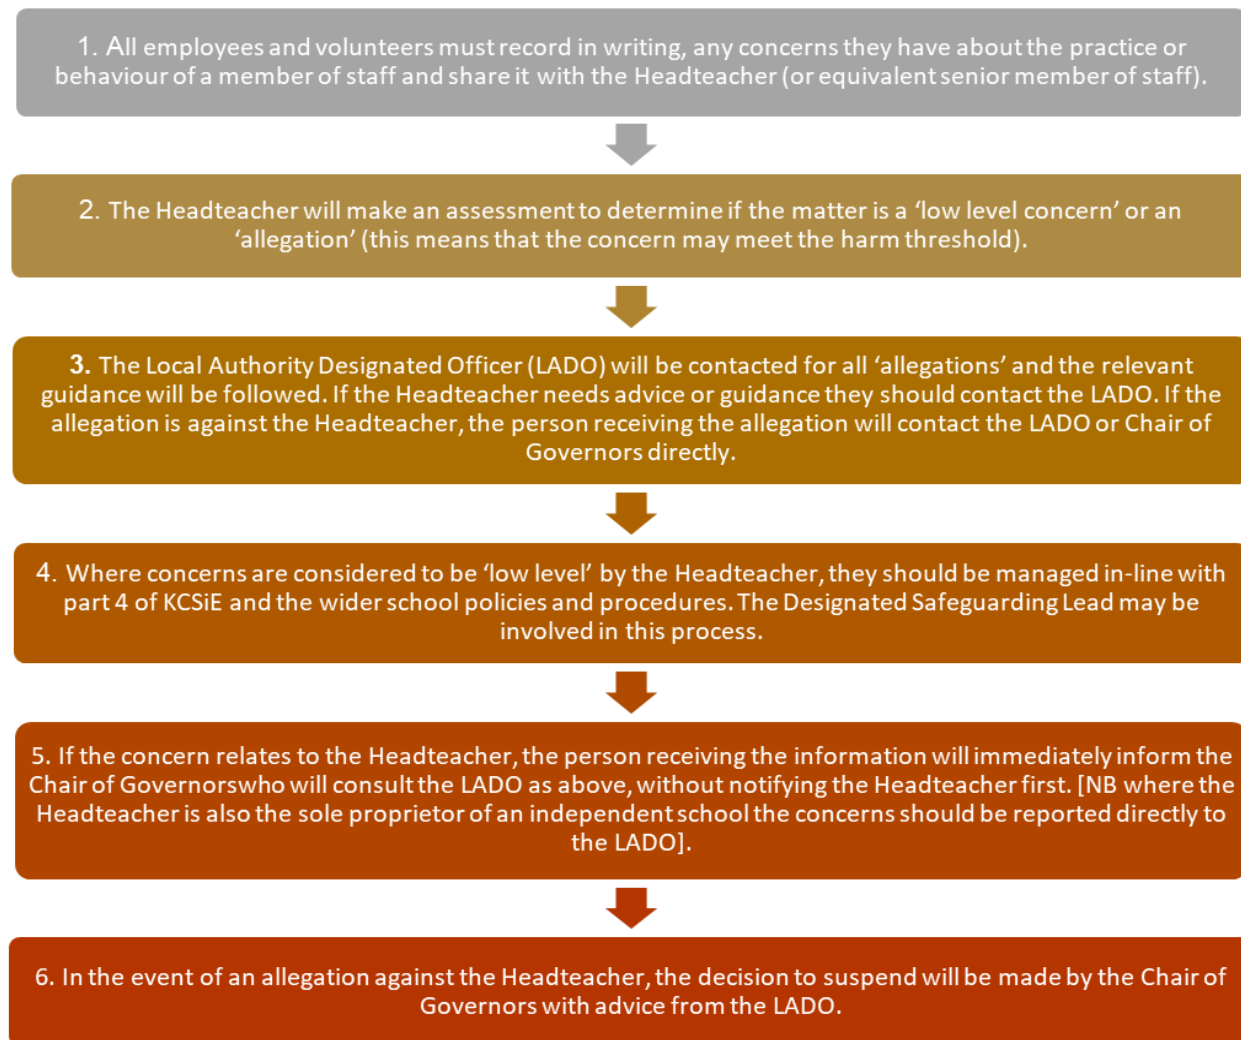 1. All employees and volunteers must record in writing, any concerns they have about the practice or
behaviour of a member of staff and share it with the Headteacher (or equivalent senior member of staff).
2. The Headteacher will make an assessment to determine if the matter is a ‘low level concern’ or an
‘allegation’ (this means that the concern may meet the harm threshold).
3. The Local Authority Designated Officer (LADO) will be contacted for all ‘allegations’ and the relevant
guidance will be followed. If the Headteacher needs advice or guidance they should contact the LADO. If the
allegation is against the Headteacher, the person receiving the allegation will contact the LADO or Chair of
Governors directly.
4. Where concerns are considered to be ‘low level’ by the Headteacher, they should be managed in-line with
part 4 of KCSiE and the wider school policies and procedures. The Designated Safeguarding Lead may be
involved in this process.
5. If the concern relates to the Headteacher, the person receiving the information will immediately inform the
Chair of Governorswho will consult the LADO as above, without notifying the Headteacher first. [NB where the
Headteacher is also the sole proprietor of an independent school the concerns should be reported directly to
the LADO].
6. In the event of an allegation against the Headteacher, the decision to suspend will be made by the Chair of
Governors with advice from the LADO.